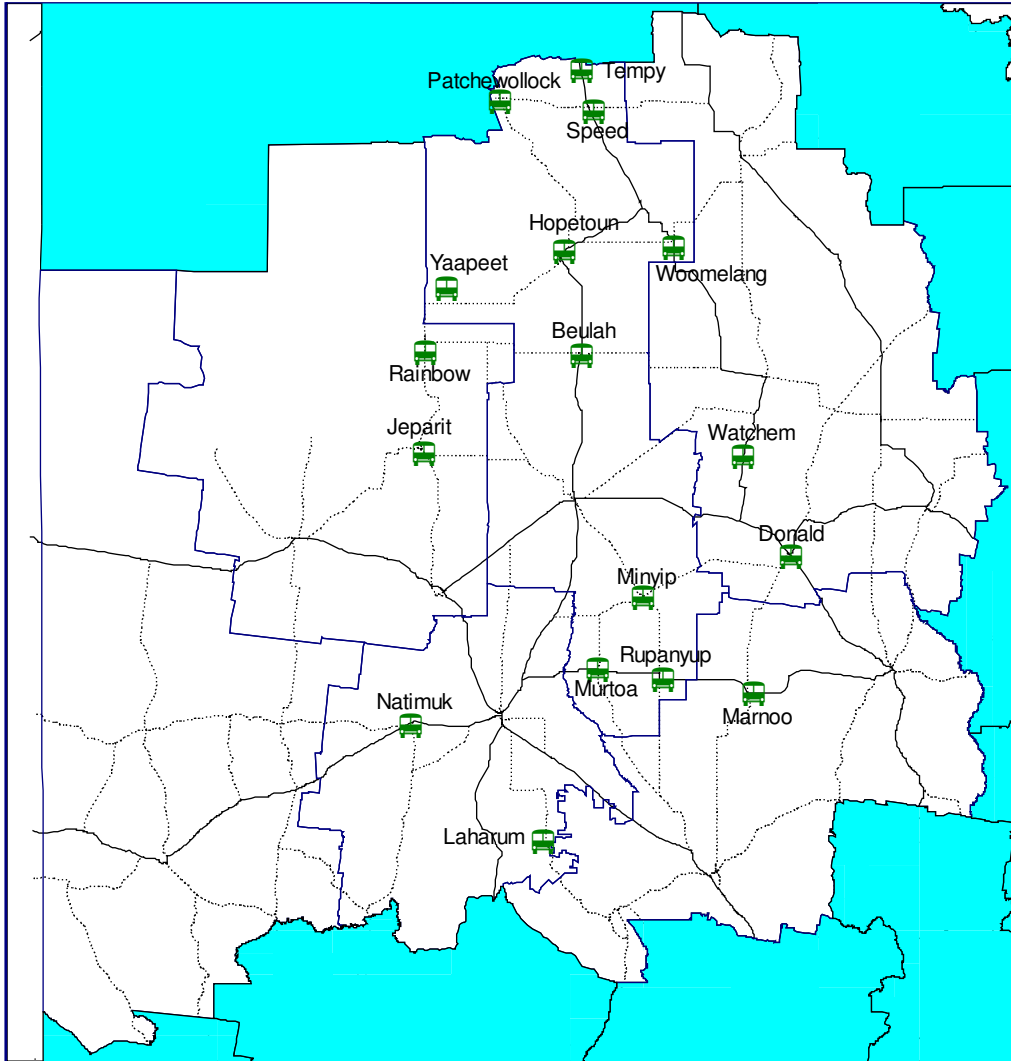 Tempy
Patchewollock
Speed
Hopetoun
Woomelang
Yaapeet
Beulah
Rainbow
Jeparit
Watchem
Donald
Minyip
Rupanyup
Murtoa
Marnoo
Natimuk
Laharum